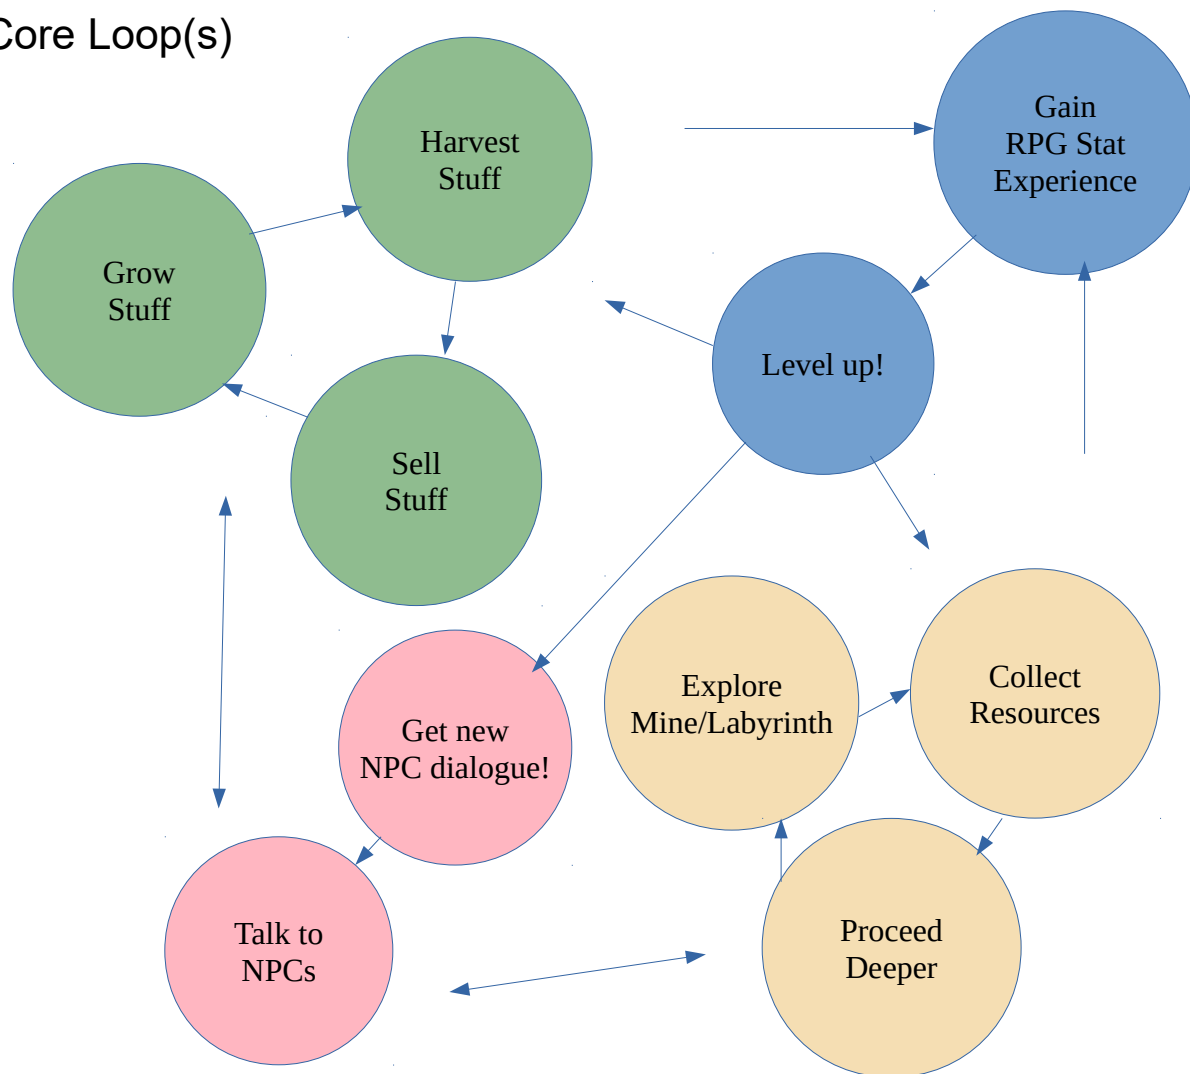 Core Loop(s)
Harvest
Stuff
Gain
RPG Stat
Experience
Grow
Stuff
Level up!
Sell
Stuff
Get new
NPC dialogue!
Explore
Mine/Labyrinth
Collect
Resources
Talk to
NPCs
Proceed
Deeper